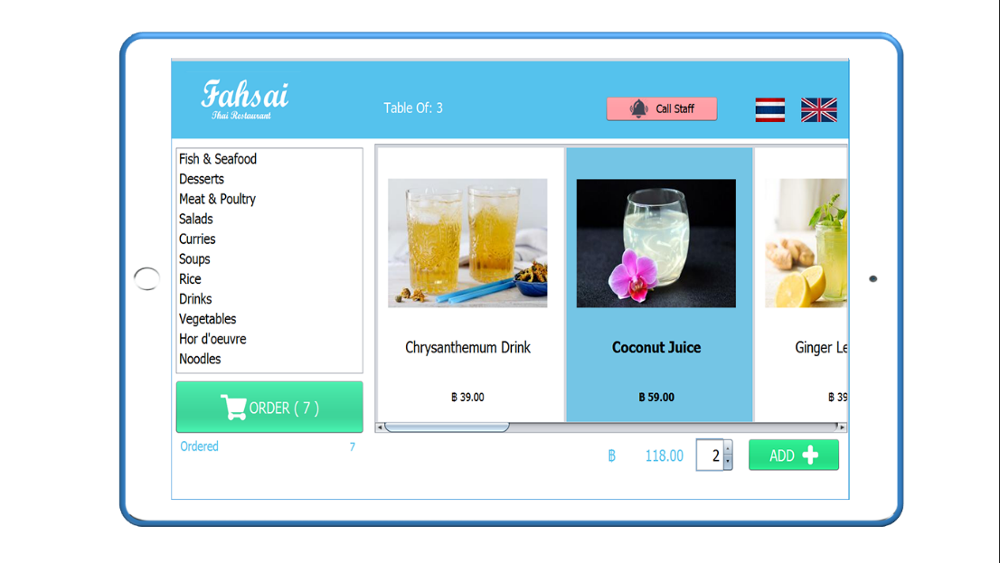 Fahsai
Thai Restaurant
Table Of: 3
Call Staff
Fish & Seafood
Desserts
Meat & Poultry
Salads
Curries
Soups
Rice
Drinks
Vegetables
Hor d'oeuvre
Noodles
ORDER ( 7 )
Ordered 7
Chrysanthemum Drink
฿ 39.00
Coconut Juice
฿ 59.00
Ginger Le
฿ 39
฿ 118.00
2
ADD